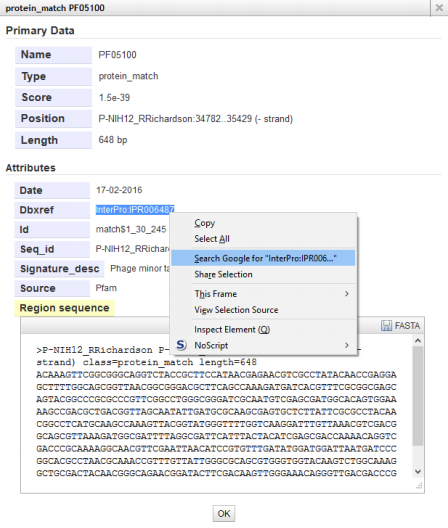 protein_match PF05100
Primary Data
Name PF05100
Type protein_match
Score 1.5e-39
Position P-NIH12_RRichardson:34782..35429 (- strand)
Length 648 bp
Attributes
Date 17-02-2016
Dbxref InterPro:IPR006487
Id match$1_30_245
Seq_id P-NIH12_RRichar
Signature_desc Phage minor ta
Source Pfam
Copy
Select All
Search Google for "InterPro:IPR006..."
Share Selection
This Frame
View Selection Source
Inspect Element (Q)
NoScript
Region sequence
FASTA
>P-NIH12_RRichardson P-
strand) class=protein_match length=648
ACAAAGTTCGGCGGGCAGGTCTACCGCTTCCATAACGAGAACGTCGCCTATACAACCGAGGA
GCTTTTGGCAGCGGTTAACGGCGGGACGCTTCAGCCAAAGATGATCACGTTTCGCGGCGAGC
AGTACGGCCCGCGCCCGTTCGGCCTGGGCGGGATCGCAATGTCGAGCGATGGCACAGTGGAA
AAGCCGACGCTGACGGTTAGCAATATTGATGCGCAAGCGAGTGCTCTTATTCGCGCCTACAA
CGGCCTCATGCAAGCCAAAGTTACGGTATGGGTTTTGGTCAAGGATTTGTTAAACGTCGACG
GCAGCGTTAAAGATGGCGATTTTAGGCGATTCATTTACTACATCGAGCGACCAAAACAGGTC
GACCCGCAAAAGGCAACGTTCGAATTAACATCCGTGTTTGATATGGATGGATTAATGATCCC
GGCACGCCTAACGCAAACCGTTTGTTATTGGGCGCAGCGTGGGTGGTACAAGTCTGGCAAAG
GCTGCGACTACAACGGGCAGAACGGATACTTCGACAAGTTGGGAAACAGGGTTGACGACCCG
OK